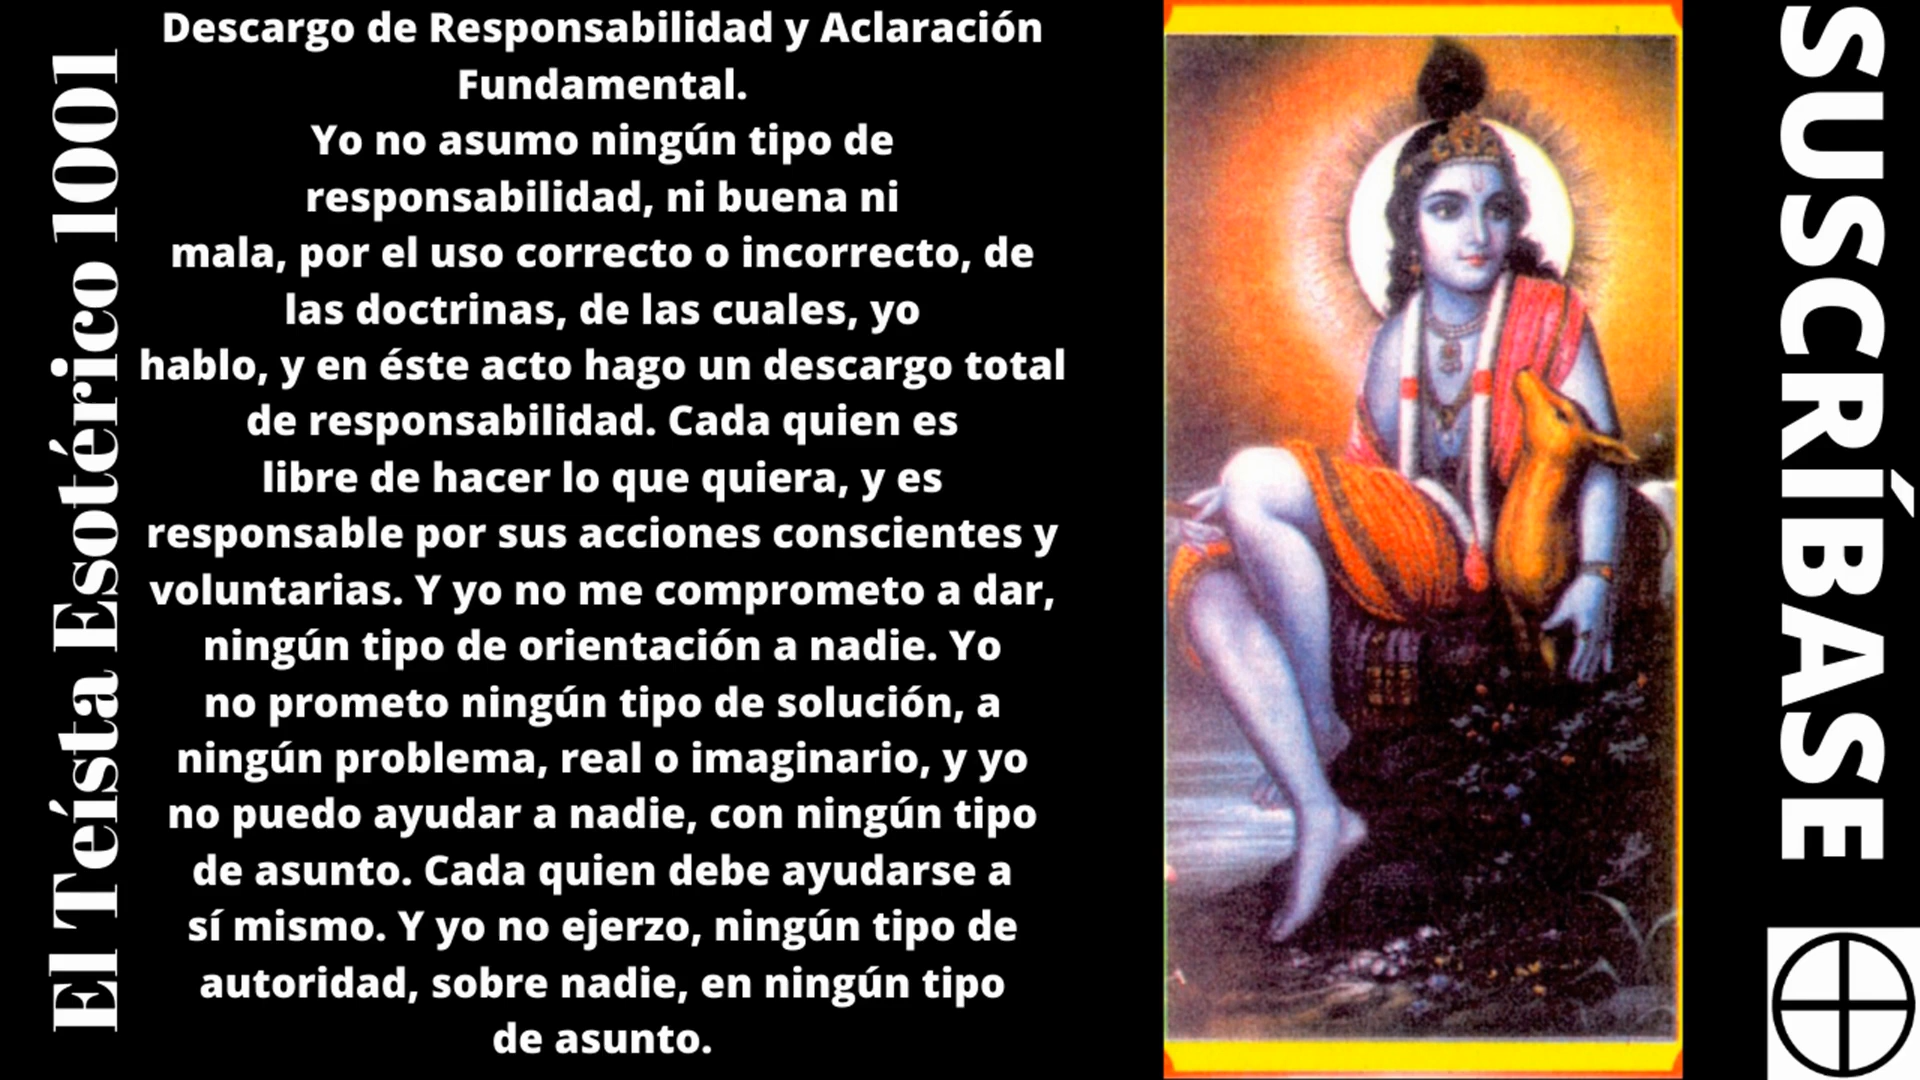 El Teísta Esotérico 1001
Descargo de Responsabilidad y Aclaración
Fundamental.
Yo no asumo ningún tipo de
responsabilidad, ni buena ni
mala, por el uso correcto o incorrecto, de
las doctrinas, de las cuales, yo
hablo, y en éste acto hago un descargo total
de responsabilidad. Cada quien es
libre de hacer lo que quiera, y es
responsable por sus acciones conscientes y
voluntarias. Y yo no me comprometo a dar,
ningún tipo de orientación a nadie. Yo
no prometo ningún tipo de solución, a
ningún problema, real o imaginario, y yo
no puedo ayudar a nadie, con ningún tipo
de asunto. Cada quien debe ayudarse a
sí mismo. Y yo no ejerzo, ningún tipo de
autoridad, sobre nadie, en ningún tipo
de asunto.
SUSCRÍBASE